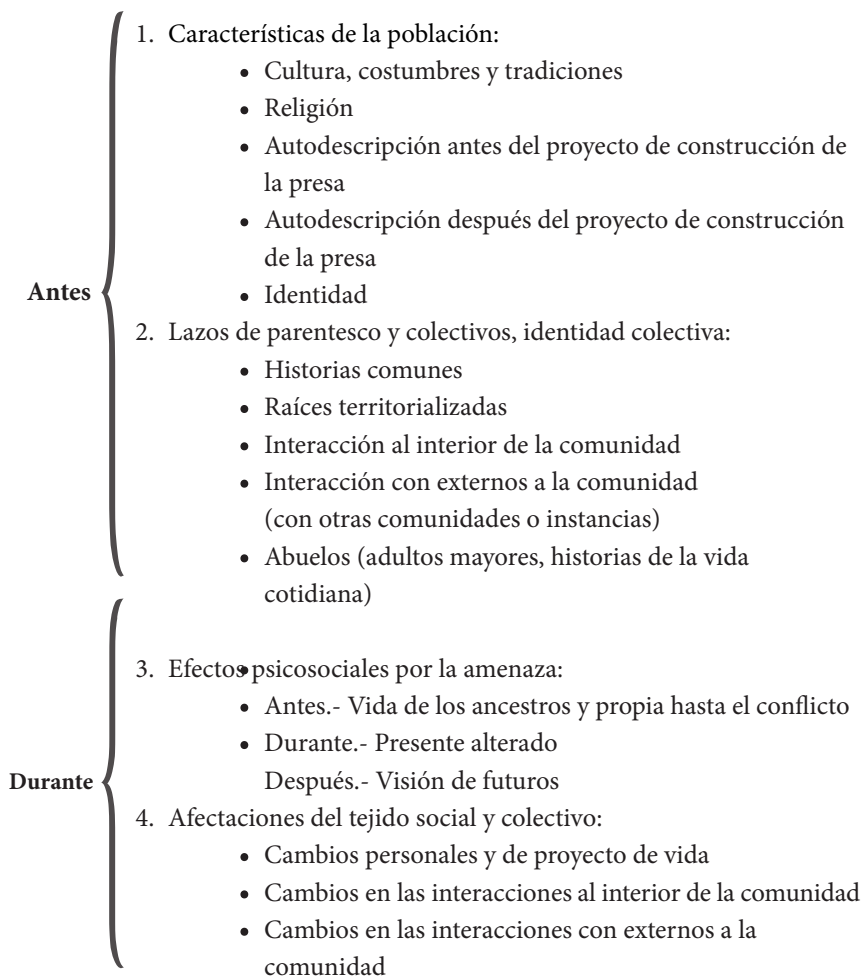 1. Características de la población:
• Cultura, costumbres y tradiciones
• Religión
• Autodescripción antes del proyecto de construcción de
la presa
• Autodescripción después del proyecto de construcción
de la presa
Antes
• Identidad
2. Lazos de parentesco y colectivos, identidad colectiva:
• Historias comunes
• Raíces territorializadas
• Interacción al interior de la comunidad
• Interacción con externos a la comunidad
(con otras comunidades o instancias)
• Abuelos (adultos mayores, historias de la vida
cotidiana)
3. Efectos psicosociales por la amenaza:
• Antes.- Vida de los ancestros y propia hasta el conflicto
• Durante.- Presente alterado
Durante
Después.- Visión de futuros
4. Afectaciones del tejido social y colectivo:
• Cambios personales y de proyecto de vida
• Cambios en las interacciones al interior de la comunidad
• Cambios en las interacciones con externos a la
comunidad